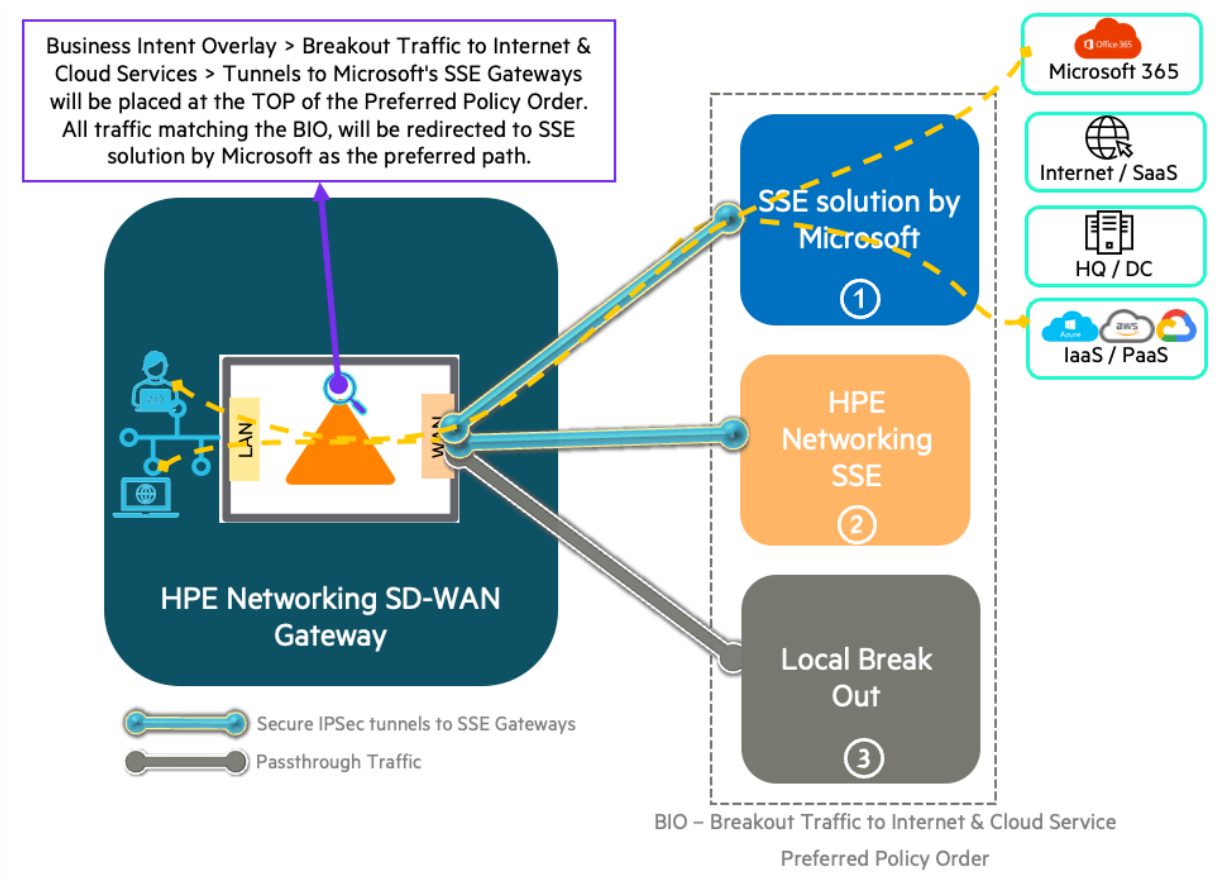 Business Intent Overlay > Breakout Traffic to Internet &
Cloud Services > Tunnels to Microsoft's SSE Gateways
will be placed at the TOP of the Preferred Policy Order.
All traffic matching the BIO, will be redirected to SSE
solution by Microsoft as the preferred path.
Office 365
Microsoft 365
Internet / SaaS
HQ / DC
Azure
aws
IaaS / PaaS
SSE solution by
Microsoft
1
HPE
Networking
SSE
2
Local Break
Out
3
LAN
WAN
HPE Networking SD-WAN
Gateway
Secure IPSec tunnels to SSE Gateways
Passthrough Traffic
BIO – Breakout Traffic to Internet & Cloud Service
Preferred Policy Order